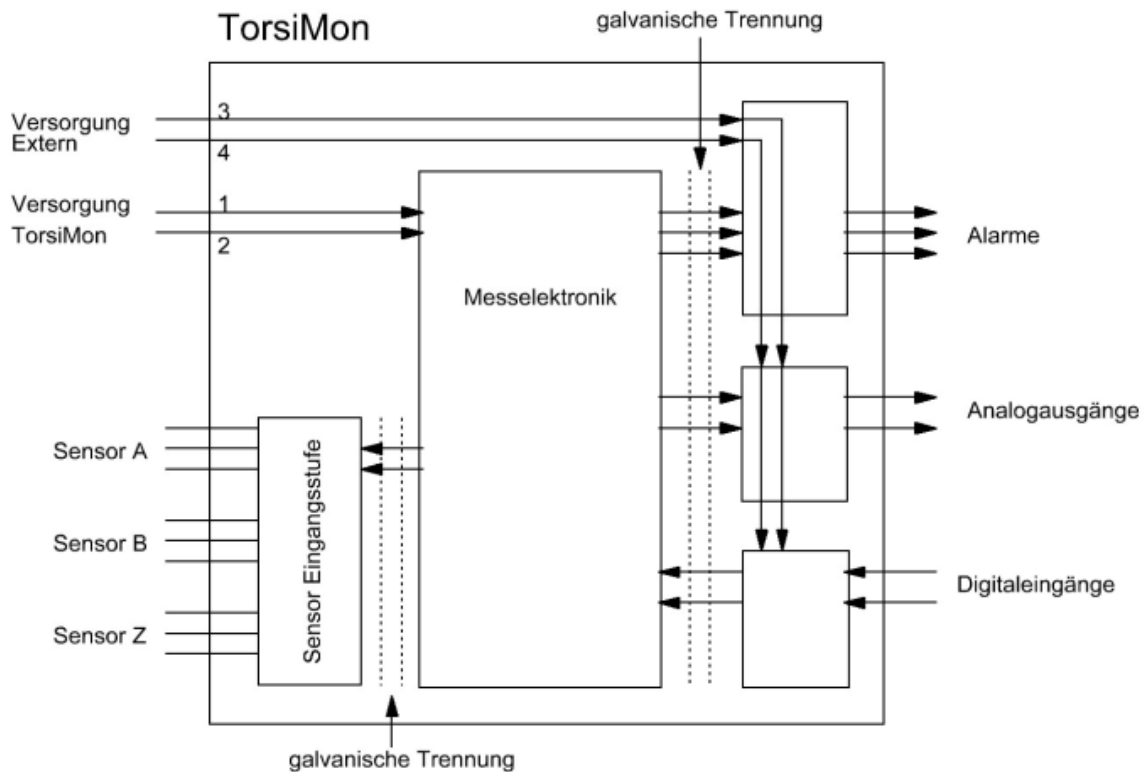 TorsiMon
galvanische Trennung
Versorgung
Extern
3
4
Versorgung
TorsiMon
1
2
Alarme
Messelektronik
Analogausgänge
Sensor A
Sensor B
Sensor Z
Sensor Eingangsstufe
Digitaleingänge
galvanische Trennung